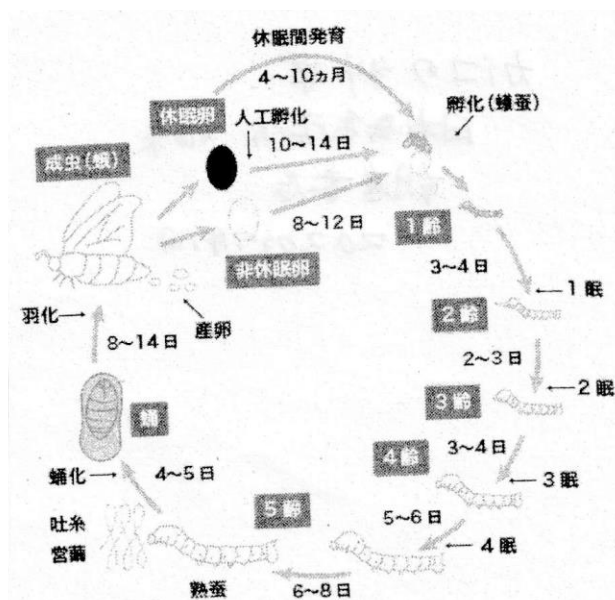 休眠間発育
4〜10ヵ月
休眠卵
人工孵化
孵化(蟻蚕)
10〜14日
成虫(蛾)
8〜12日
1齢
非休眠卵
3〜4日
1眠
羽化
産卵
2齢
8〜14日
2〜3日
2眠
3齢
蛹
3〜4日
4齢
蛹化
4〜5日
3眠
5齢
5〜6日
吐糸
営繭
4眠
熟蚕
6〜8日